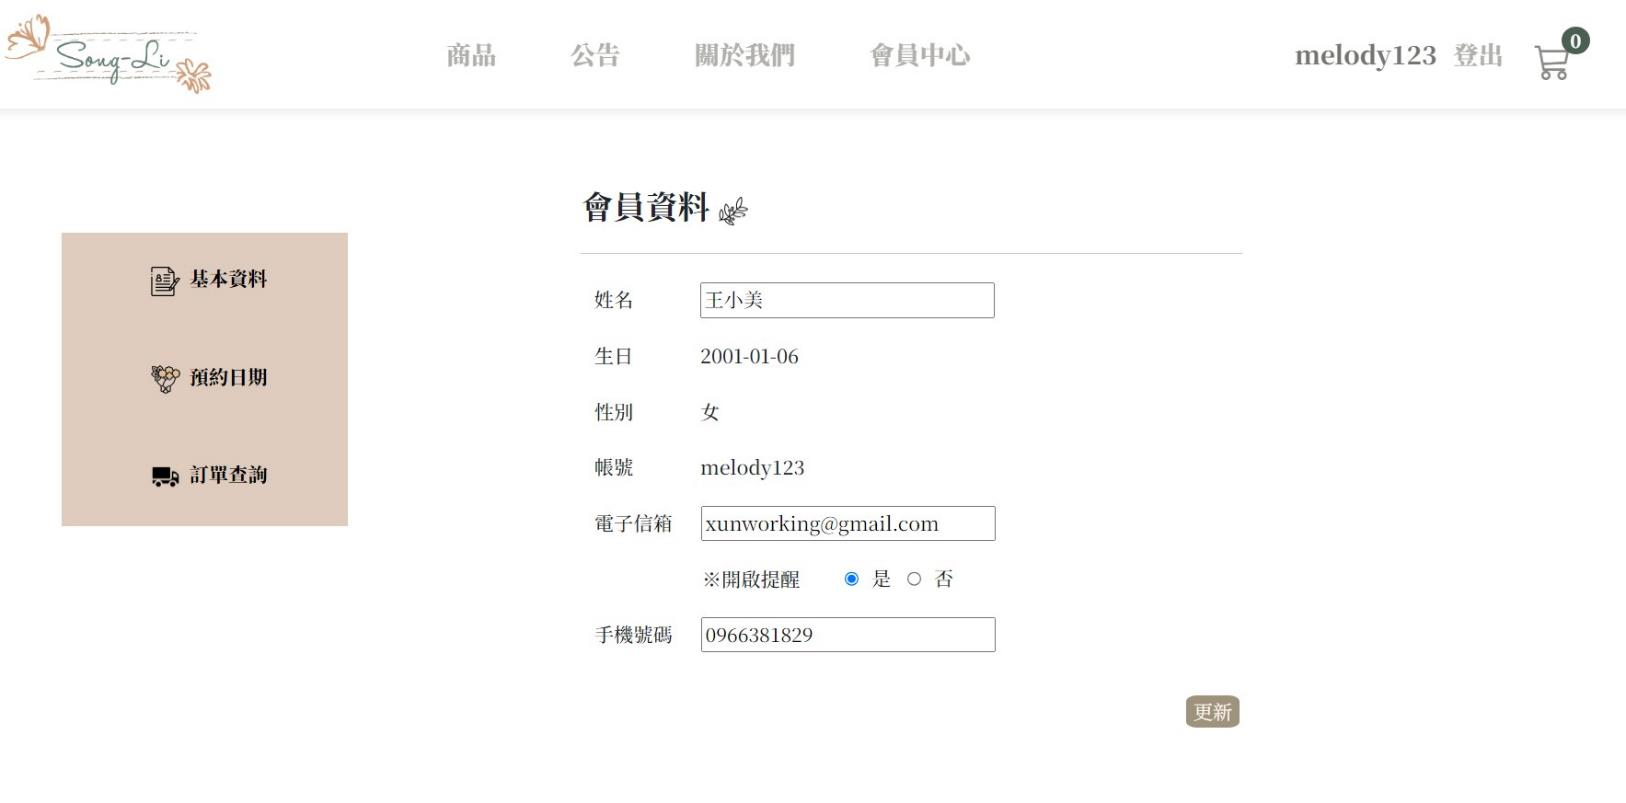 Song-Li
商品 公告 關於我們 會員中心 melody123 登出 0
會員資料
基本資料
預約日期
訂單查詢
姓名 王小美
生日 2001-01-06
性別 女
帳號 melody123
電子信箱 xunworking@gmail.com
※開啟提醒 是 否
手機號碼 0966381829
更新